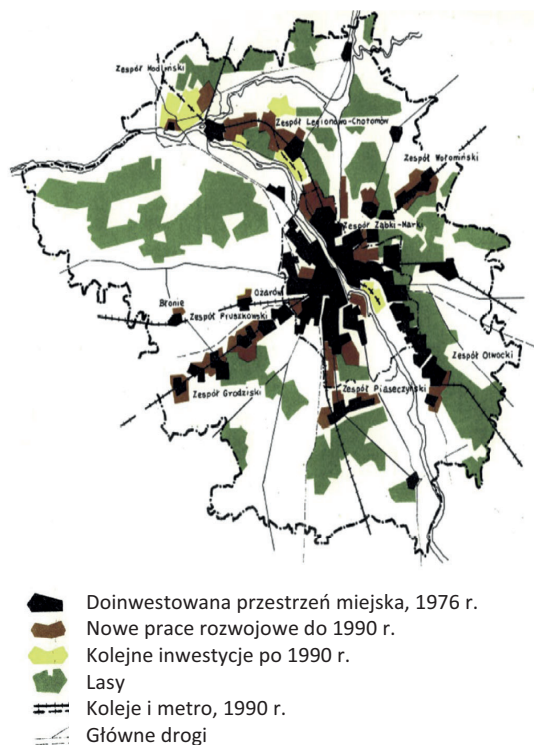 Zespół Modliński
Zespół Legionowo-Chotomów
Zespół Wołomiński
Zespół Ząbki-Marki
Ożarów
Błonie
Zespół Pruszkowski
Zespół Otwocki
Zespół Piaseczyński
Zespół Grodziski
Doinwestowana przestrzeń miejska, 1976 r.
Nowe prace rozwojowe do 1990 r.
Kolejne inwestycje po 1990 r.
Lasy
Koleje i metro, 1990 r.
Główne drogi